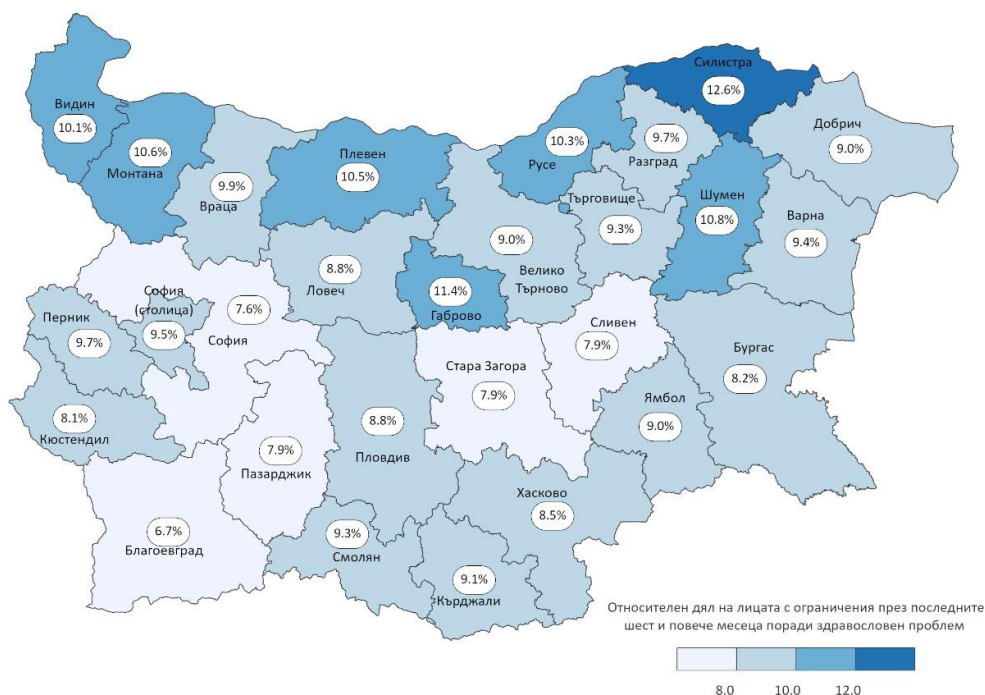 Силистра
12.6%
Видин
10.1%
Добрич
9.0%
10.6%
Монтана
Плевен
10.5%
10.3%
Русе
9.7%
Разград
9.9%
Враца
Шумен
10.8%
Търговище
9.3%
Варна
9.4%
9.0%
Велико
Търново
8.8%
Ловеч
11.4%
Габрово
София
(столица)
9.5%
7.6%
София
Перник
9.7%
Сливен
7.9%
Бургас
8.2%
Стара Загора
7.9%
Ямбол
9.0%
8.1%
Кюстендил
8.8%
Пловдив
7.9%
Пазарджик
Хасково
8.5%
6.7%
Благоевград
9.3%
Смолян
9.1%
Кърджали
Относителен дял на лицата с ограничения през последните
шест и повече месеца поради здравословен проблем
8.0 10.0 12.0